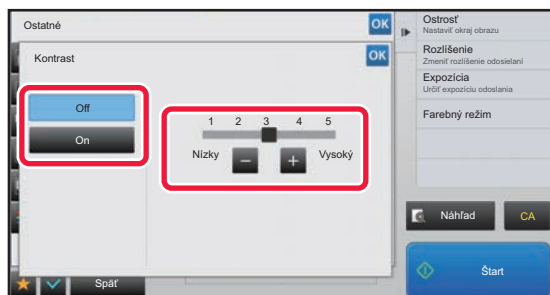 Ostatné
OK
Kontrast
OK
Off
On
1 2 3 4 5
Nízky
Vysoký
Späť
Ostrosť
Nastaviť okraj obrazu
Rozlíšenie
Zmeniť rozlíšenie odosielani
Expozícia
Určiť expozíciu odoslania
Farebný režim
Náhľad
CA
Štart